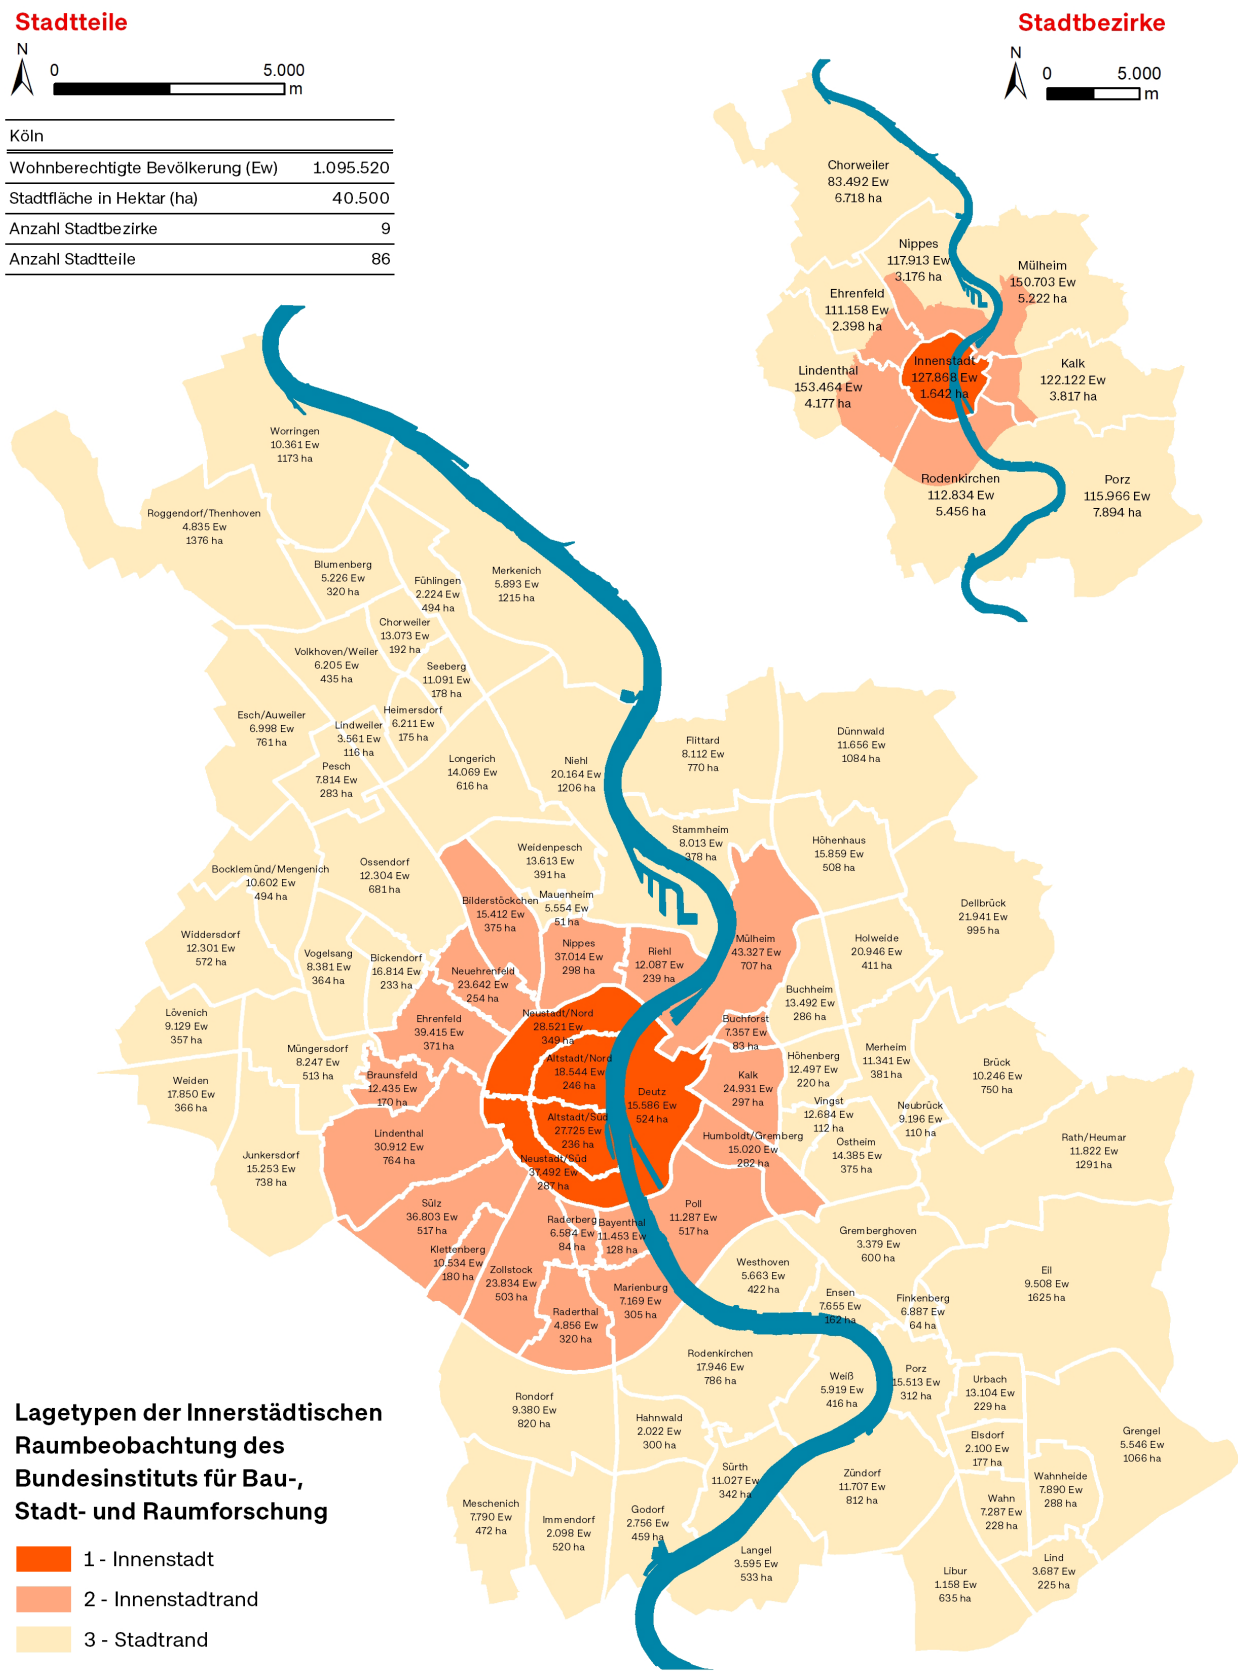 Stadtteile
N
0 5.000
m
Köln
Wohnberechtigte Bevölkerung (Ew) 1.095.520
Stadtfläche in Hektar (ha) 40.500
Anzahl Stadtbezirke 9
Anzahl Stadtteile 86
Stadtbezirke
N
0 5.000
m
Chorweiler
83.492 Ew
6.718 ha
Nippes
117.913 Ew
3.176 ha
Mülheim
150.703 Ew
5.222 ha
Ehrenfeld
111.158 Ew
2.398 ha
Innenstadt
127.868 Ew
1.642 ha
Kalk
122.122 Ew
3.817 ha
Lindenthal
153.464 Ew
4.177 ha
Rodenkirchen
112.834 Ew
5.456 ha
Porz
115.966 Ew
7.894 ha
Worringen
10.361 Ew
1173 ha
Roggendorf/Thenhoven
4.835 Ew
1376 ha
Blumenberg
5.226 Ew
320 ha
Fühlingen
2.224 Ew
494 ha
Merkenich
5.893 Ew
1215 ha
Chorweiler
13.073 Ew
192 ha
Volkhoven/Weiler
6.205 Ew
435 ha
Seeberg
11.091 Ew
178 ha
Heimersdorf
6.211 Ew
175 ha
Esch/Auweiler
6.998 Ew
761 ha
Lindweiler
3.561 Ew
116 ha
Pesch
7.814 Ew
283 ha
Longerich
14.069 Ew
616 ha
Niehl
20.164 Ew
1206 ha
Flittard
8.112 Ew
770 ha
Dünnwald
11.656 Ew
1084 ha
Stammheim
8.013 Ew
378 ha
Höhenhaus
15.859 Ew
508 ha
Weidenpesch
13.613 Ew
391 ha
Ossendorf
12.304 Ew
681 ha
Bocklemünd/Mengenich
10.602 Ew
494 ha
Mauenheim
5.554 Ew
51 ha
Bilderstöckchen
15.412 Ew
375 ha
Dellbrück
21.941 Ew
995 ha
Widdersdorf
12.301 Ew
572 ha
Nippes
37.014 Ew
298 ha
Riehl
12.087 Ew
239 ha
Mülheim
43.327 Ew
707 ha
Holweide
20.946 Ew
411 ha
Vogelsang
8.381 Ew
364 ha
Bickendorf
16.814 Ew
233 ha
Neuehrenfeld
23.642 Ew
254 ha
Buchheim
13.492 Ew
286 ha
Lövenich
9.129 Ew
357 ha
Ehrenfeld
39.415 Ew
371 ha
Neustadt/Nord
28.521 Ew
349 ha
Buchforst
7.357 Ew
83 ha
Müngersdorf
8.247 Ew
513 ha
Altstadt/Nord
18.544 Ew
246 ha
Höhenberg
12.497 Ew
220 ha
Merheim
11.341 Ew
381 ha
Brück
10.246 Ew
750 ha
Weiden
17.850 Ew
366 ha
Braunsfeld
12.435 Ew
170 ha
Kalk
24.931 Ew
297 ha
Deutz
15.586 Ew
524 ha
Vingst
12.684 Ew
112 ha
Neubrück
9.196 Ew
110 ha
Altstadt/Süd
27.725 Ew
236 ha
Lindenthal
30.912 Ew
764 ha
Humboldt/Gremberg
15.020 Ew
282 ha
Ostheim
14.385 Ew
375 ha
Rath/Heumar
11.822 Ew
1291 ha
Junkersdorf
15.253 Ew
738 ha
Neustadt/Süd
37.492 Ew
287 ha
Sülz
36.803 Ew
517 ha
Raderberg
6.584 Ew
84 ha
Bayenthal
11.453 Ew
128 ha
Poll
11.287 Ew
517 ha
Gremberghoven
3.379 Ew
600 ha
Klettenberg
10.534 Ew
180 ha
Zollstock
23.834 Ew
503 ha
Westhoven
5.663 Ew
422 ha
Eil
9.508 Ew
1625 ha
Marienburg
7.169 Ew
305 ha
Ensen
7.655 Ew
162 ha
Finkenberg
6.887 Ew
64 ha
Raderthal
4.856 Ew
320 ha
Rodenkirchen
17.946 Ew
786 ha
Weiß
5.919 Ew
416 ha
Porz
15.513 Ew
312 ha
Urbach
13.104 Ew
229 ha
Rondorf
9.380 Ew
820 ha
Hahnwald
2.022 Ew
300 ha
Elsdorf
2.100 Ew
177 ha
Grengel
5.546 Ew
1066 ha
Sürth
11.027 Ew
342 ha
Zündorf
11.707 Ew
812 ha
Wahnheide
7.890 Ew
288 ha
Wahn
7.287 Ew
228 ha
Meschenich
7.790 Ew
472 ha
Immendorf
2.098 Ew
520 ha
Godorf
2.756 Ew
459 ha
Langel
3.595 Ew
533 ha
Libur
1.158 Ew
635 ha
Lind
3.687 Ew
225 ha
Lagetypen der Innerstädtischen
Raumbeobachtung des
Bundesinstituts für Bau-,
Stadt- und Raumforschung
1 - Innenstadt
2 - Innenstadtrand
3 - Stadtrand